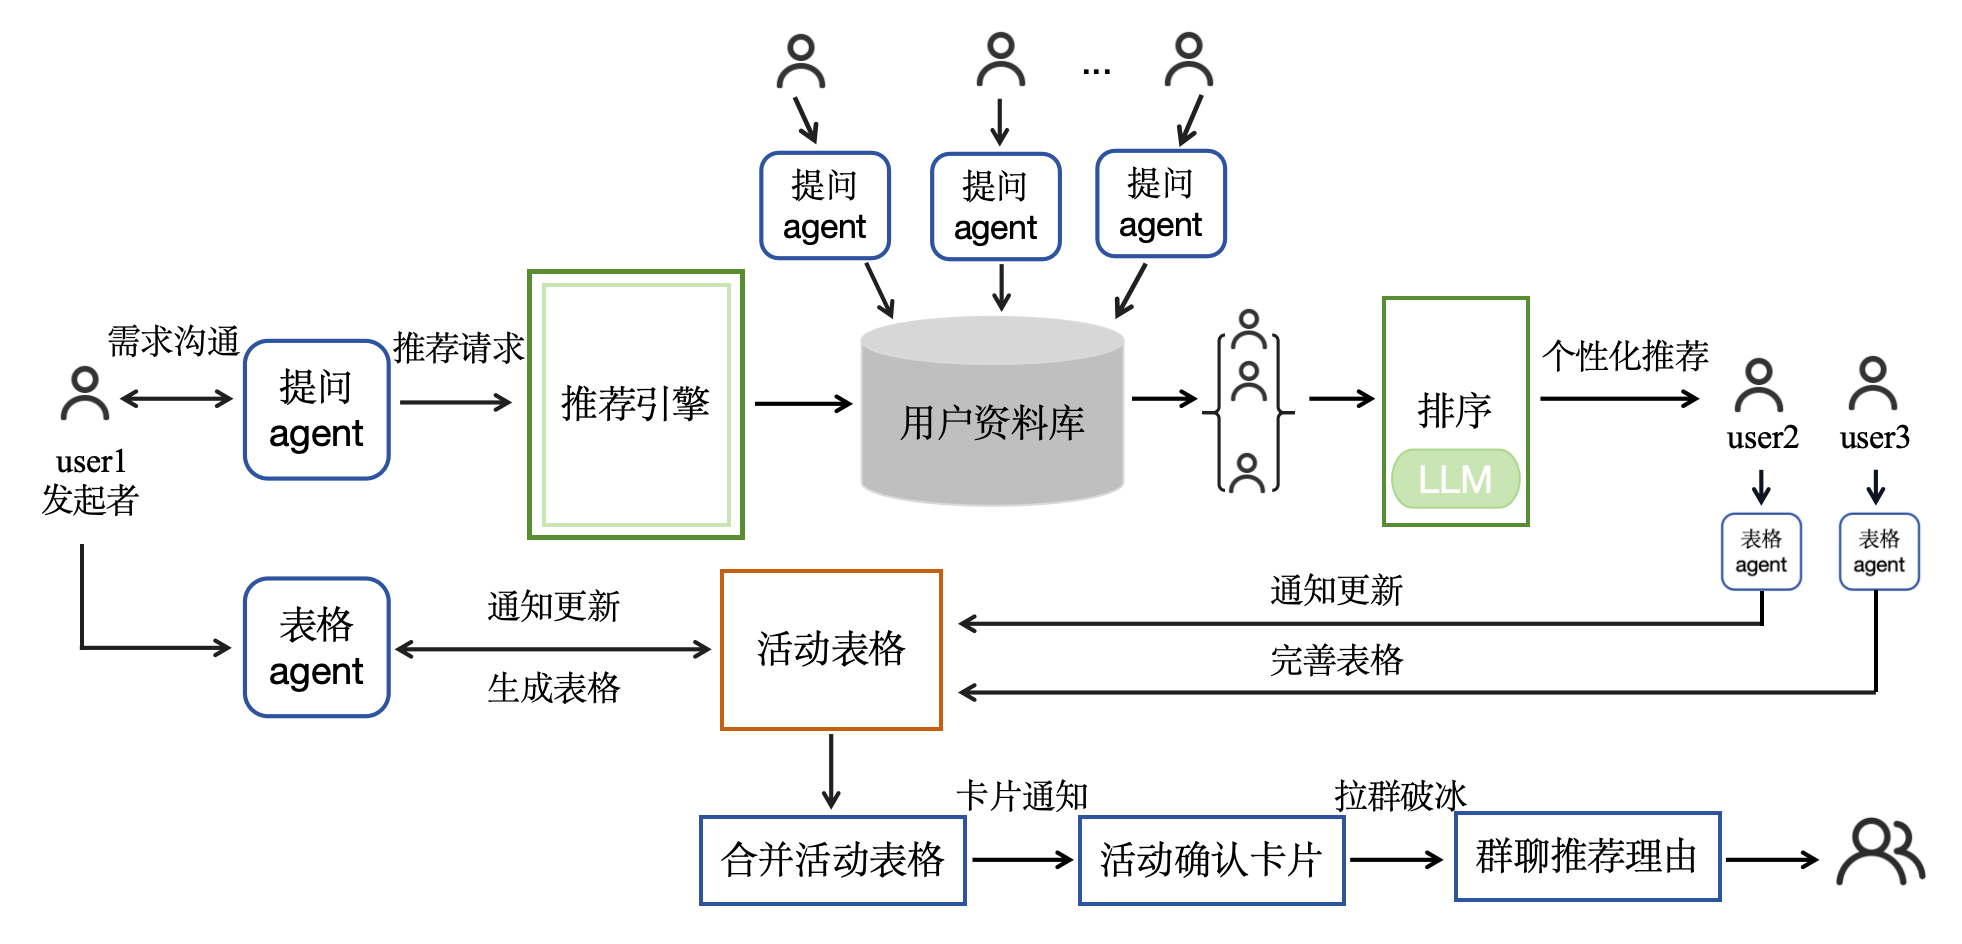 ...
提问
agent
提问
agent
提问
agent
需求沟通
推荐请求
个性化推荐
提问
agent
推荐引擎
用户资料库
排序
LLM
user1
发起者
user2
user3
表格
agent
表格
agent
表格
agent
通知更新
生成表格
活动表格
通知更新
完善表格
卡片通知
拉群破冰
合并活动表格
活动确认卡片
群聊推荐理由